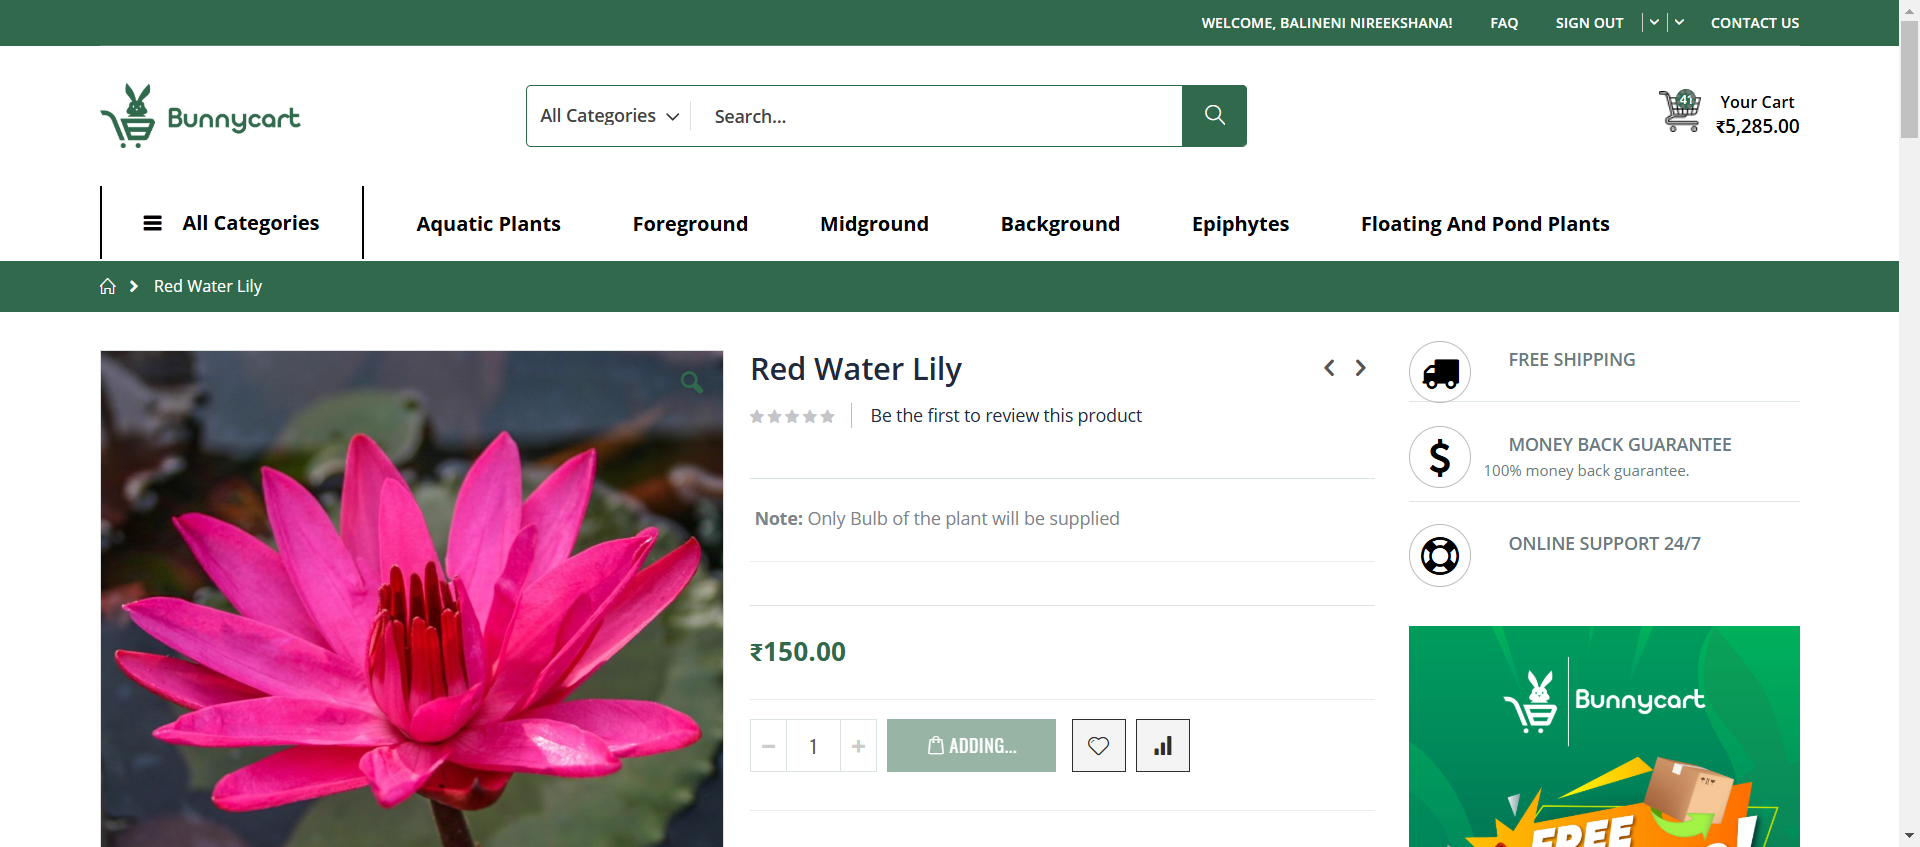 WELCOME, BALINENI NIREEKSHANA!
FAQ
SIGN OUT
CONTACT US
Bunnycart
All Categories
Search...
41
Your Cart
₹5,285.00
All Categories
Aquatic Plants
Foreground
Midground
Background
Epiphytes
Floating And Pond Plants
Red Water Lily
Red Water Lily
Be the first to review this product
Note: Only Bulb of the plant will be supplied
₹150.00
1
ADDING...
FREE SHIPPING
MONEY BACK GUARANTEE
100% money back guarantee.
ONLINE SUPPORT 24/7
Bunnycart
FREE